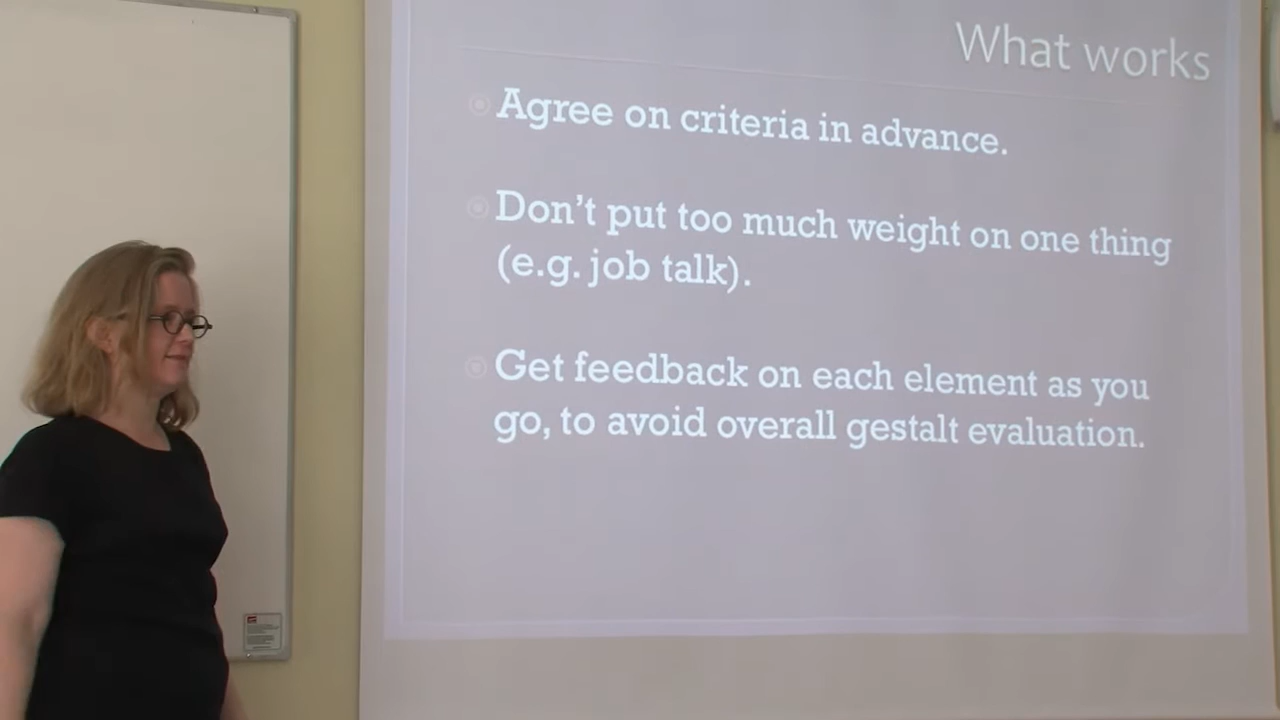 What works
Agree on criteria in advance.
Don't put too much weight on one thing
(e.g. job talk).
Get feedback on each element as you
go, to avoid overall gestalt evaluation.